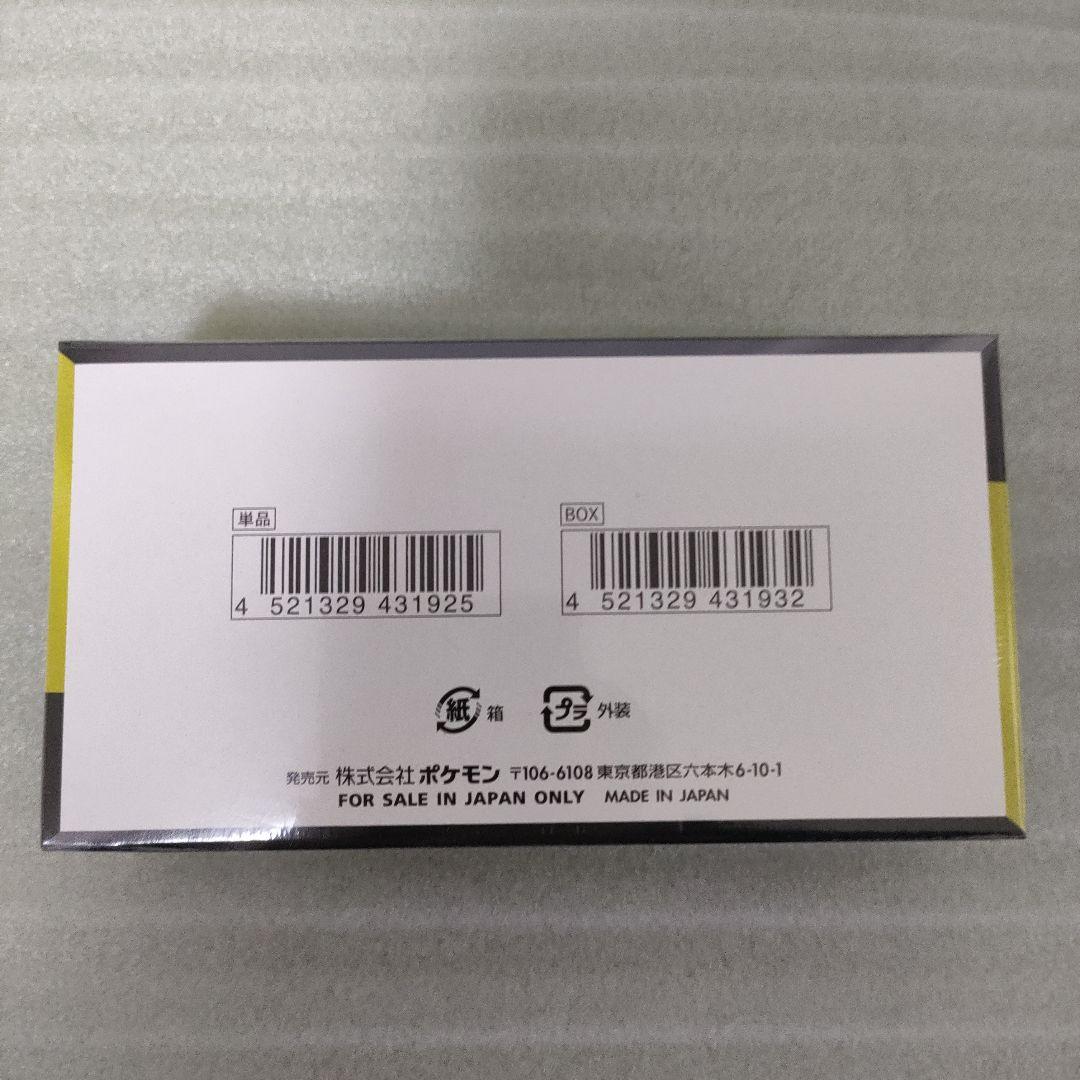 単品
4 521329 431925
BOX
4 521329 431932
紙 箱
プラ 外装
発売元 株式会社ポケモン 〒106-6108 東京都港区六本木6-10-1
FOR SALE IN JAPAN ONLY MADE IN JAPAN